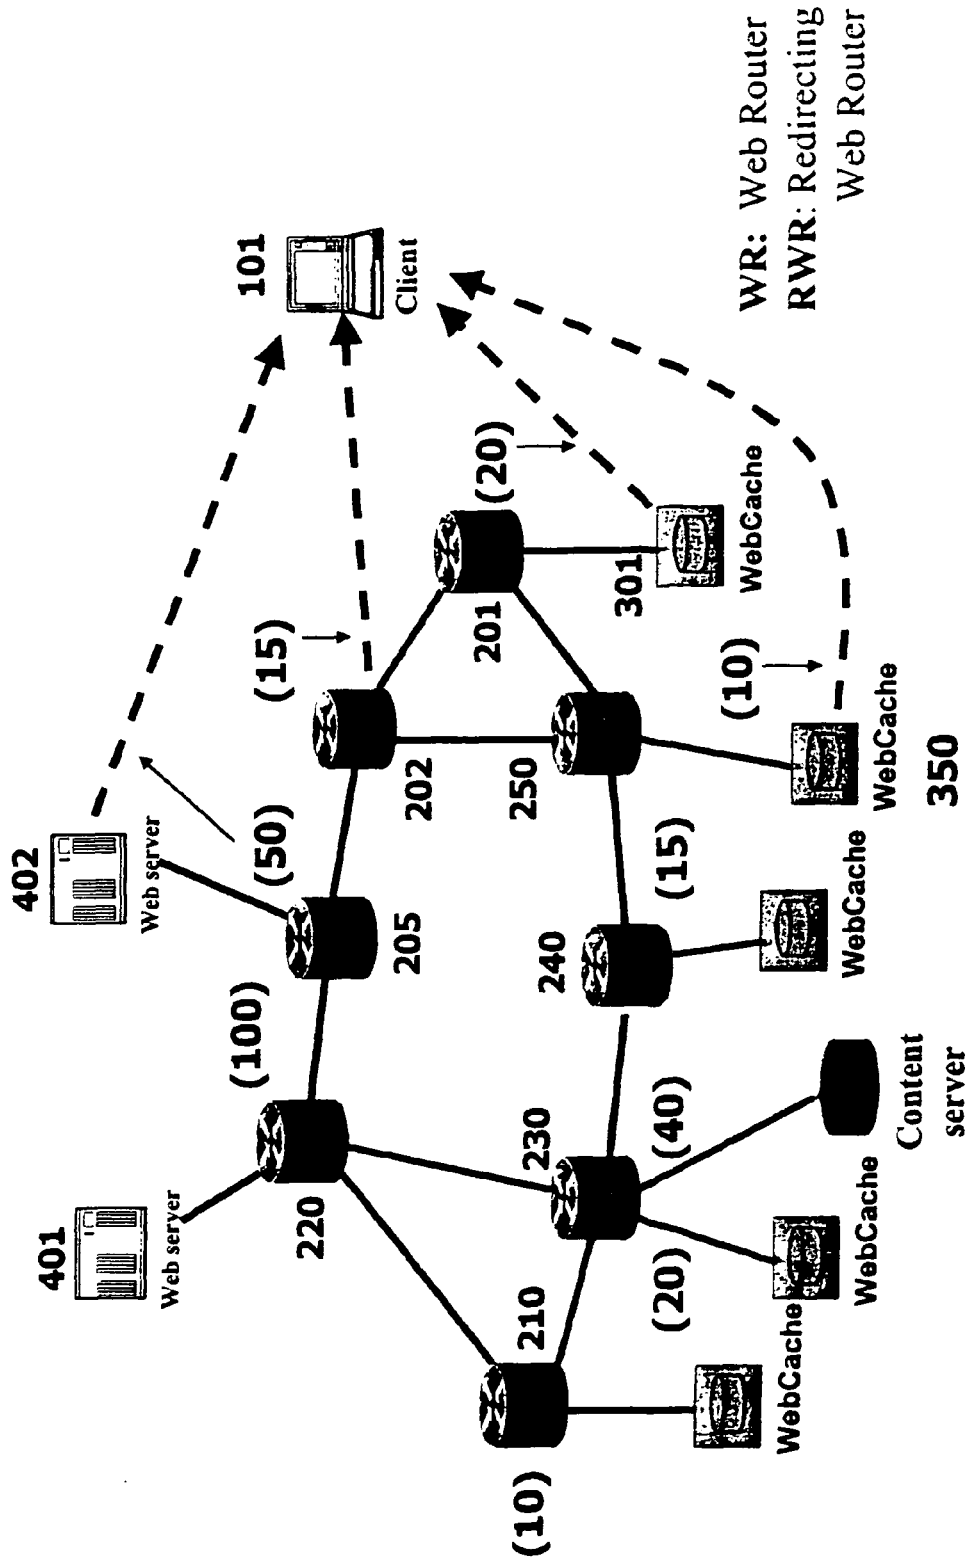 401
Web server
402
Web server
101
Client
(100)
(50)
(15)
220
205
202
201
(20)
301
WebCache
(10)
210
230
240
250
(15)
(20)
(40)
(10)
WebCache
WebCache
Content
server
WebCache
WebCache
350
WR: Web Router
RWR: Redirecting
Web Router